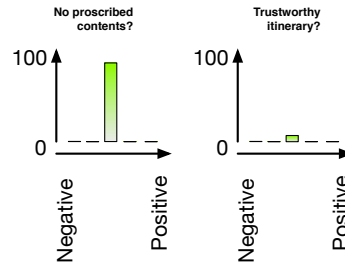 No proscribed
contents?
100
0
Negative
Positive
Trustworthy
itinerary?
100
0
Negative
Positive